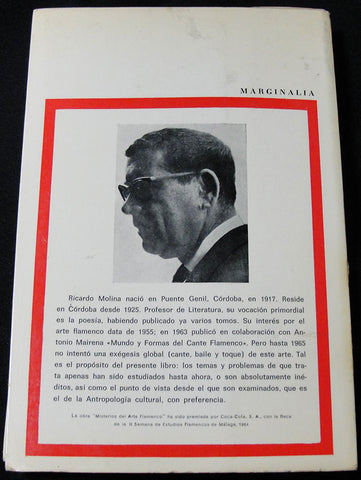 MARGINALIA
Ricardo Molina nació en Puente Genil, Córdoba, en 1917. Reside
en Córdoba desde 1925. Profesor de Literatura, su vocación primordial
es la poesía, habiendo publicado ya varios tomos. Su interés por el
arte flamenco data de 1955; en 1963 publicó en colaboración con An-
tonio Mairena «Mundo y Formas del Cante Flamenco». Pero hasta 1965
no intentó una exégesis global (cante, baile y toque) de este arte. Tal
es el propósito del presente libro: los temas y problemas de que tra-
ta apenas han sido estudiados hasta ahora, o son absolutamente iné-
ditos, así como el punto de vista desde el que son examinados, que es
el de la Antropología cultural, con preferencia.
La obra "Misterios del Arte Flamenco" ha sido premiada por Coca-Cola, S. A., con la Beca
de la II Semana de Estudios Flamencos de Málaga, 1964